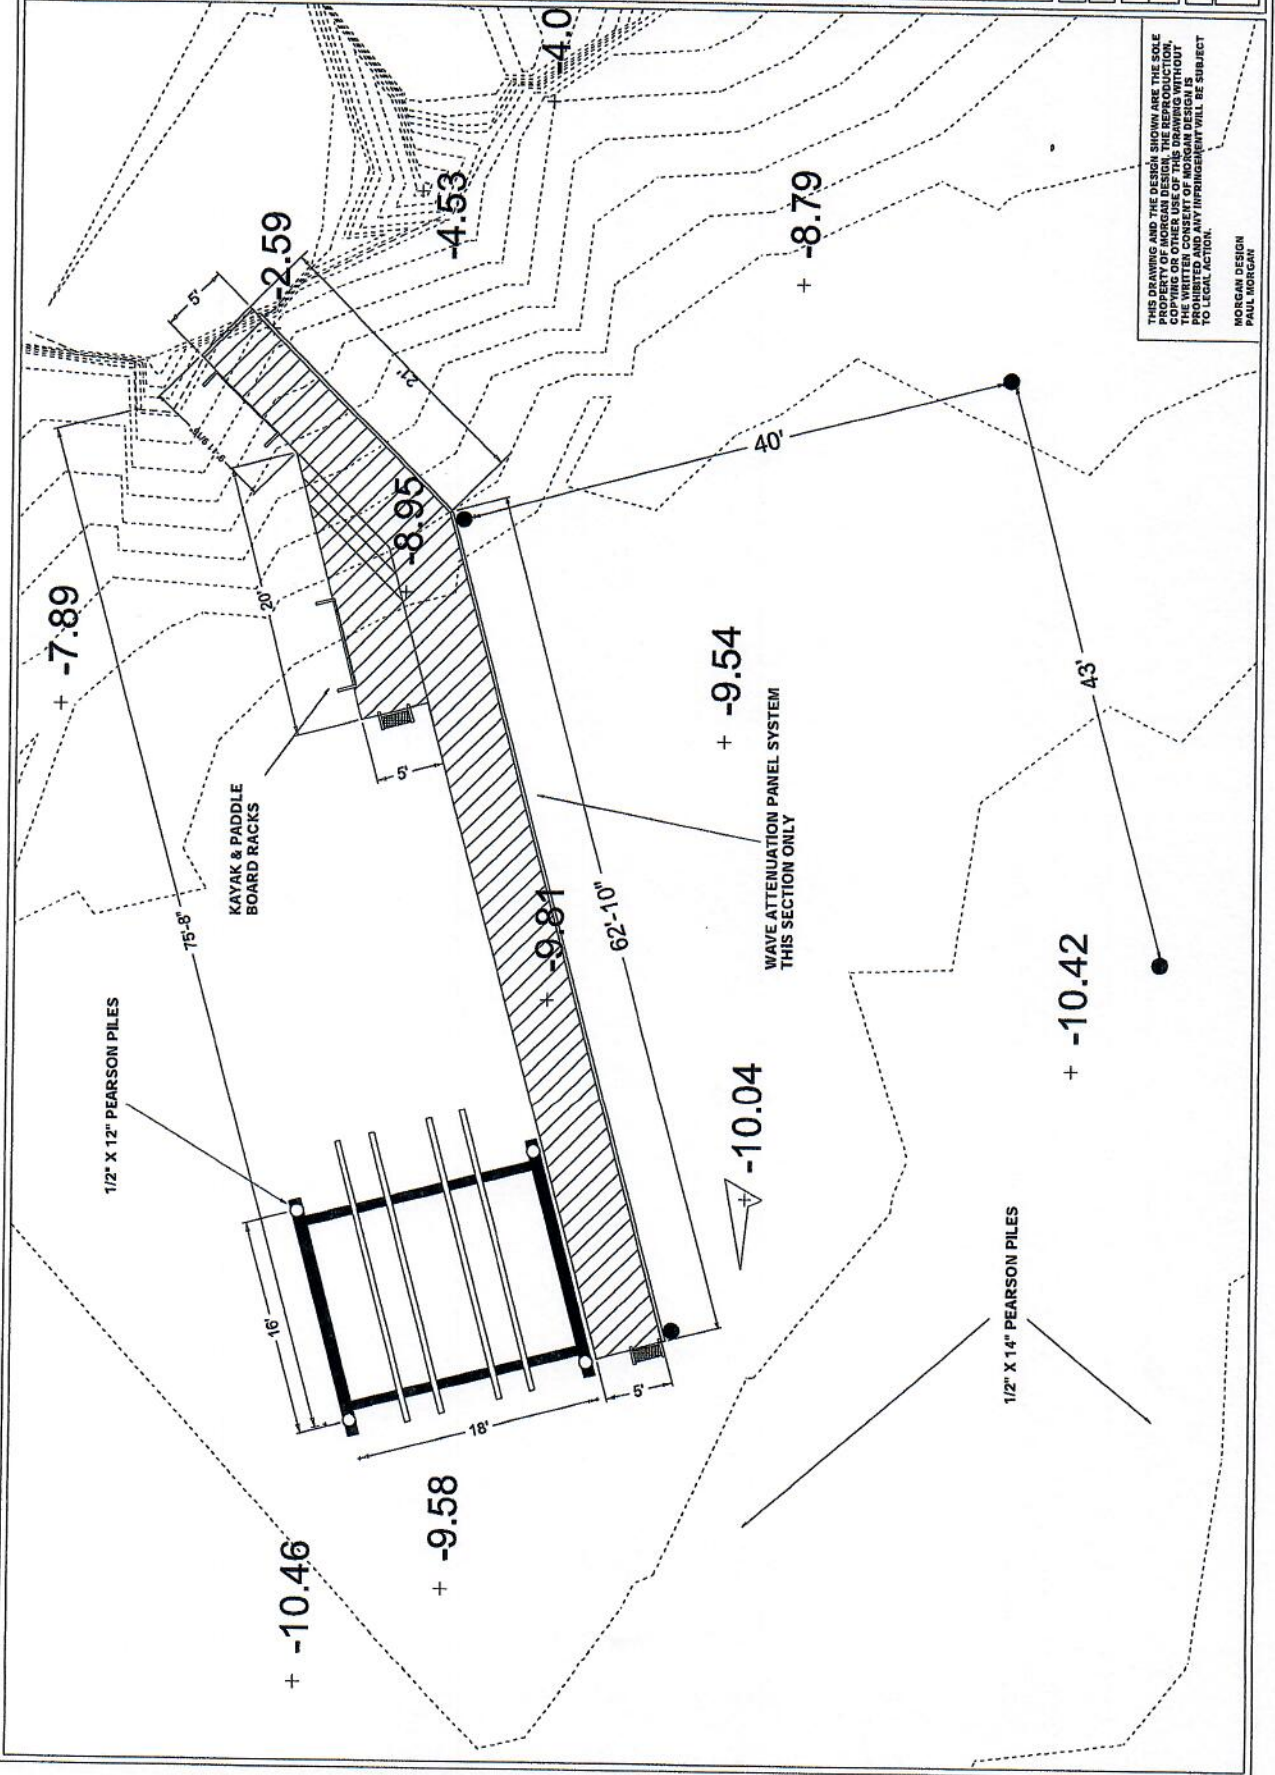 -4.0
-4.53
-2.59
5'
21'
-8.79
THIS DRAWING AND THE DESIGN SHOWN ARE THE SOLE
PROPERTY OF MORGAN DESIGN. THE REPRODUCTION,
COPYING OR OTHER USE OF THIS DRAWING WITHOUT
THE WRITTEN CONSENT OF MORGAN DESIGN IS
PROHIBITED AND ANY INFRINGEMENT WILL BE SUBJECT
TO LEGAL ACTION.
MORGAN DESIGN
PAUL MORGAN
40'
-8.95
-7.89
20'
-9.54
43'
5'
KAYAK & PADDLE
BOARD RACKS
WAVE ATTENUATION PANEL SYSTEM
THIS SECTION ONLY
75'-8"
-9.81
62'-10"
-10.42
1/2" X 12" PEARSON PILES
-10.04
16'
18'
5'
1/2" X 14" PEARSON PILES
-9.58
-10.46